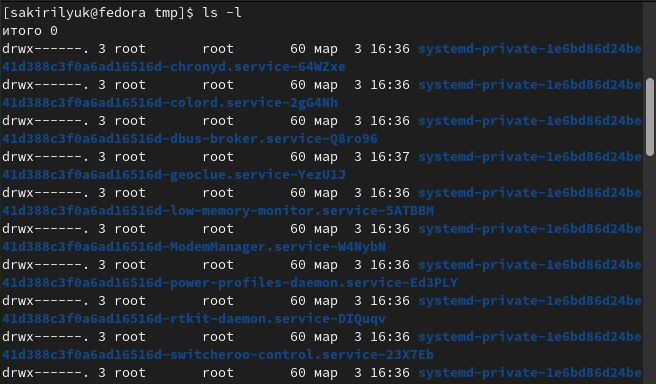 [sakirilyuk@fedora tmp]$ ls -l
итого 0
drwx------. 3 root       root       60 мар  3 16:36 systemd-private-1e6bd86d24be
41d388c3f0a6ad16516d-chronyd.service-64WZxe
drwx------. 3 root       root       60 мар  3 16:36 systemd-private-1e6bd86d24be
41d388c3f0a6ad16516d-colord.service-2gG4Nh
drwx------. 3 root       root       60 мар  3 16:36 systemd-private-1e6bd86d24be
41d388c3f0a6ad16516d-dbus-broker.service-Q8ro96
drwx------. 3 root       root       60 мар  3 16:37 systemd-private-1e6bd86d24be
41d388c3f0a6ad16516d-geoclue.service-YezU1J
drwx------. 3 root       root       60 мар  3 16:36 systemd-private-1e6bd86d24be
41d388c3f0a6ad16516d-low-memory-monitor.service-5ATBBM
drwx------. 3 root       root       60 мар  3 16:36 systemd-private-1e6bd86d24be
41d388c3f0a6ad16516d-ModemManager.service-W4NybN
drwx------. 3 root       root       60 мар  3 16:36 systemd-private-1e6bd86d24be
41d388c3f0a6ad16516d-power-profiles-daemon.service-Ed3PLY
drwx------. 3 root       root       60 мар  3 16:36 systemd-private-1e6bd86d24be
41d388c3f0a6ad16516d-rtkit-daemon.service-DIQuqv
drwx------. 3 root       root       60 мар  3 16:36 systemd-private-1e6bd86d24be
41d388c3f0a6ad16516d-switcheroo-control.service-23X7Eb
drwx------. 3 root       root       60 мар  3 16:36 systemd-private-1e6bd86d24be